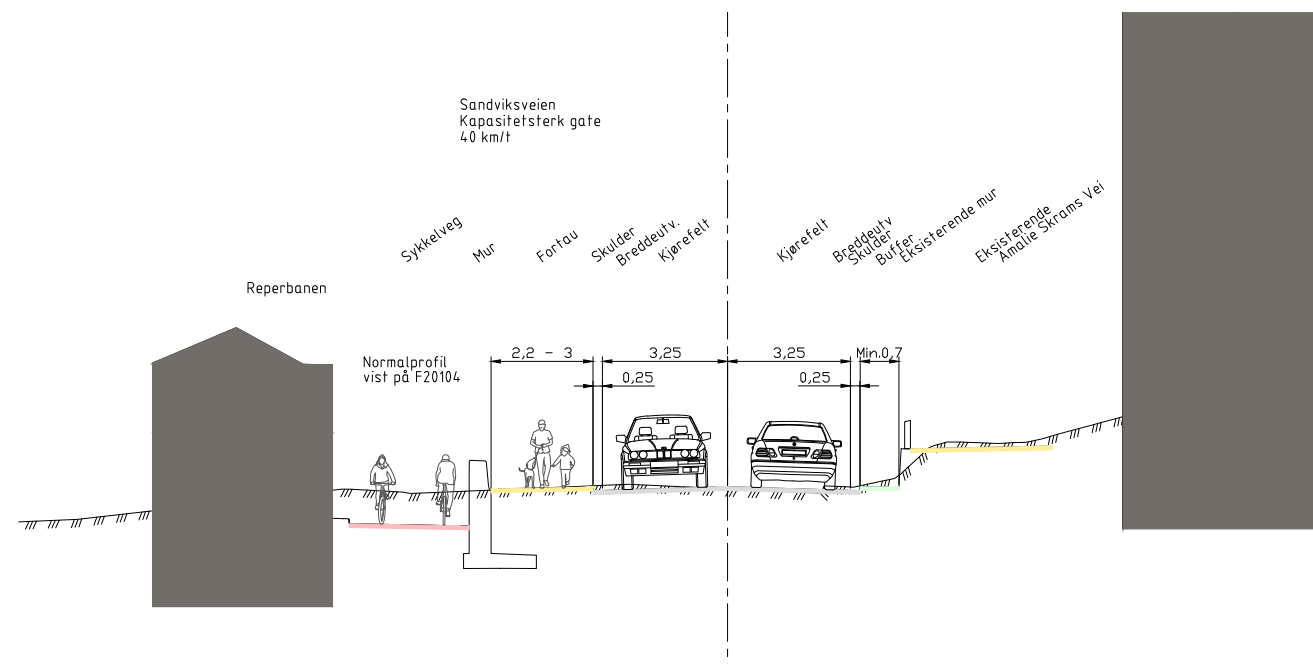 Sandviksveien
Kapasitetsterk gate
40 km/t
Sykkelveg
Mur
Fortau
Skulder
Breddeutv.
Kjørefelt
Kjørefelt
Breddeutv
Skulder
Buffer
Eksisterende mur
Eksisterende
Amalie Skrams Vei
Reperbanen
Normalprofil
vist på F20104
2,2 - 3
3,25
3,25
Min.0,7
0,25
0,25